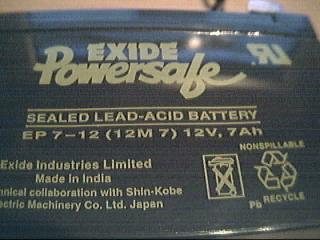 EXIDE
Powersafe
SEALED LEAD-ACID BATTERY
EP 7-12 (12M 7) 12V, 7Ah
NONSPILLABLE
Exide Industries Limited
Made in India
nical collaboration with Shin-Kobe
ectric Machinery Co. Ltd. Japan
Pb RECYCLE